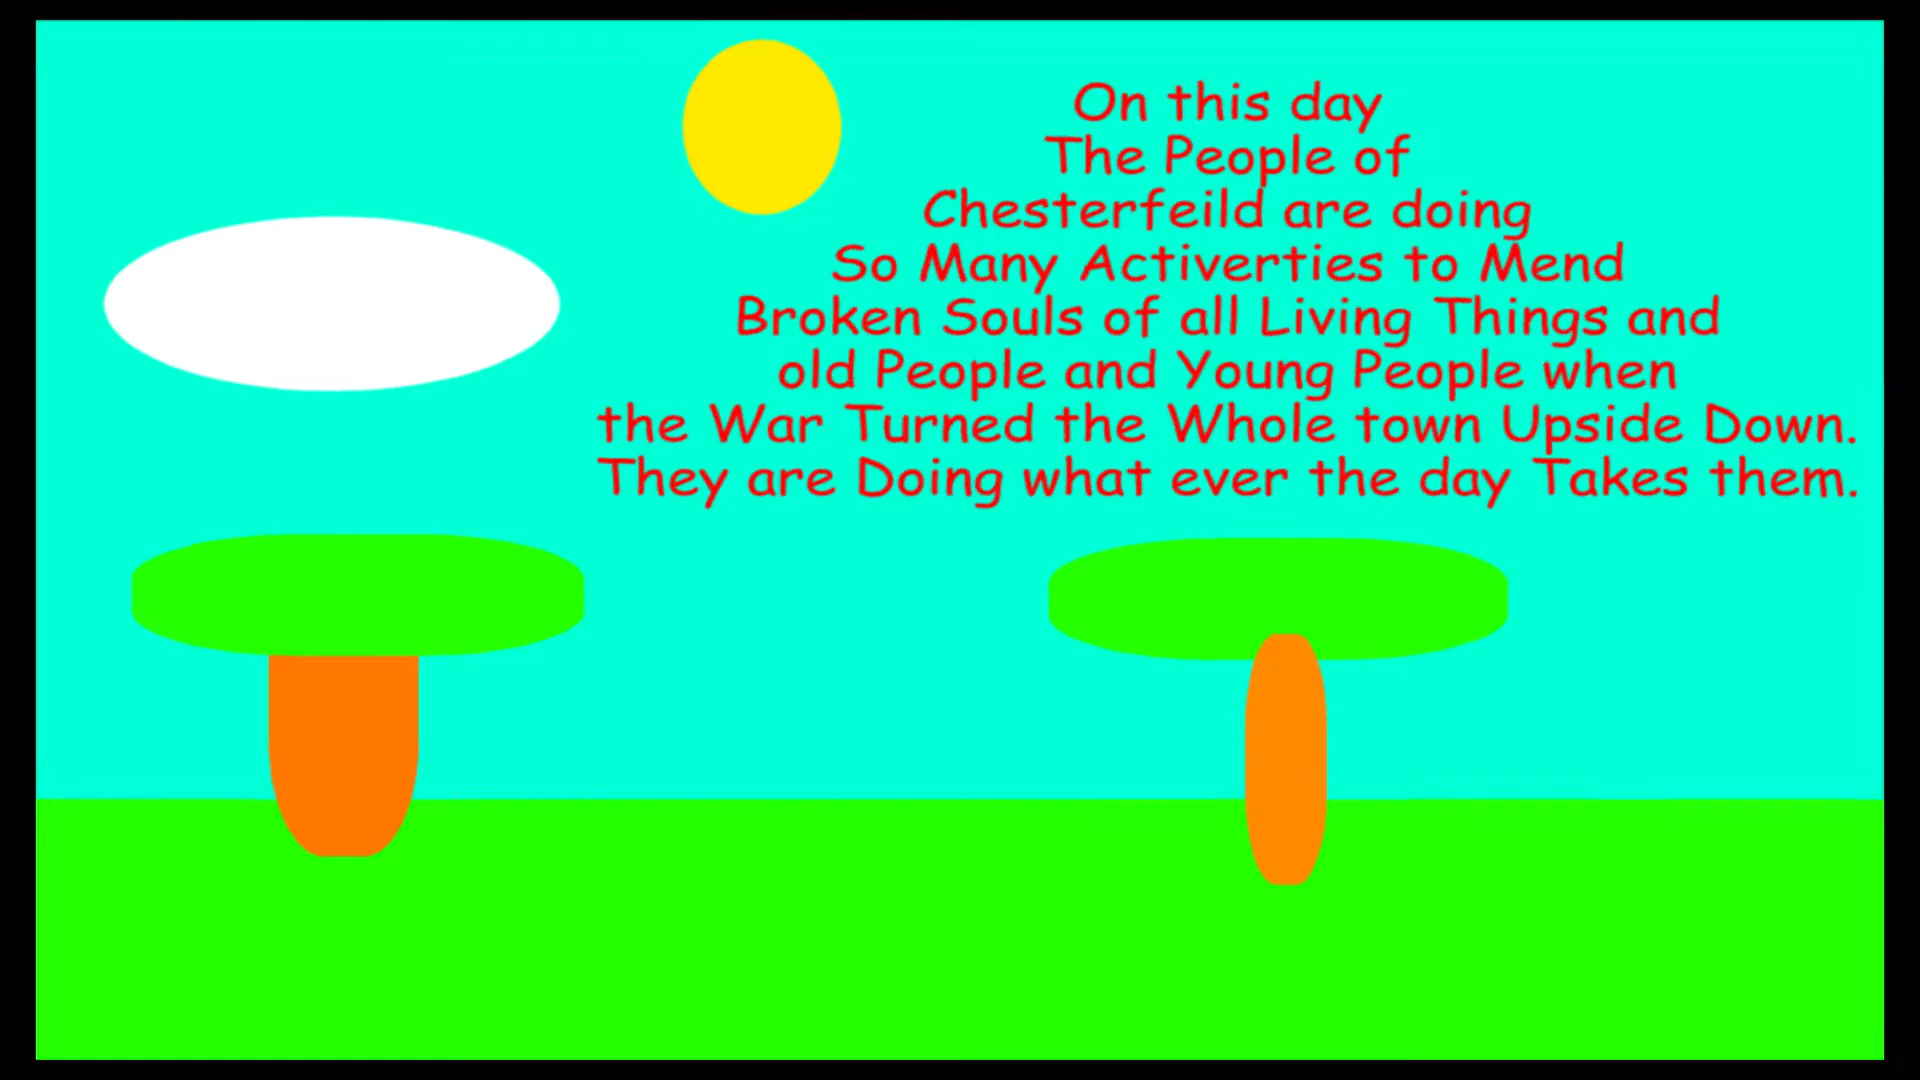 On this day
The People of
Chesterfeild are doing
So Many Activerties to Mend
Broken Souls of all Living Things and
old People and Young People when
the War Turned the Whole town Upside Down.
They are Doing what ever the day Takes them.